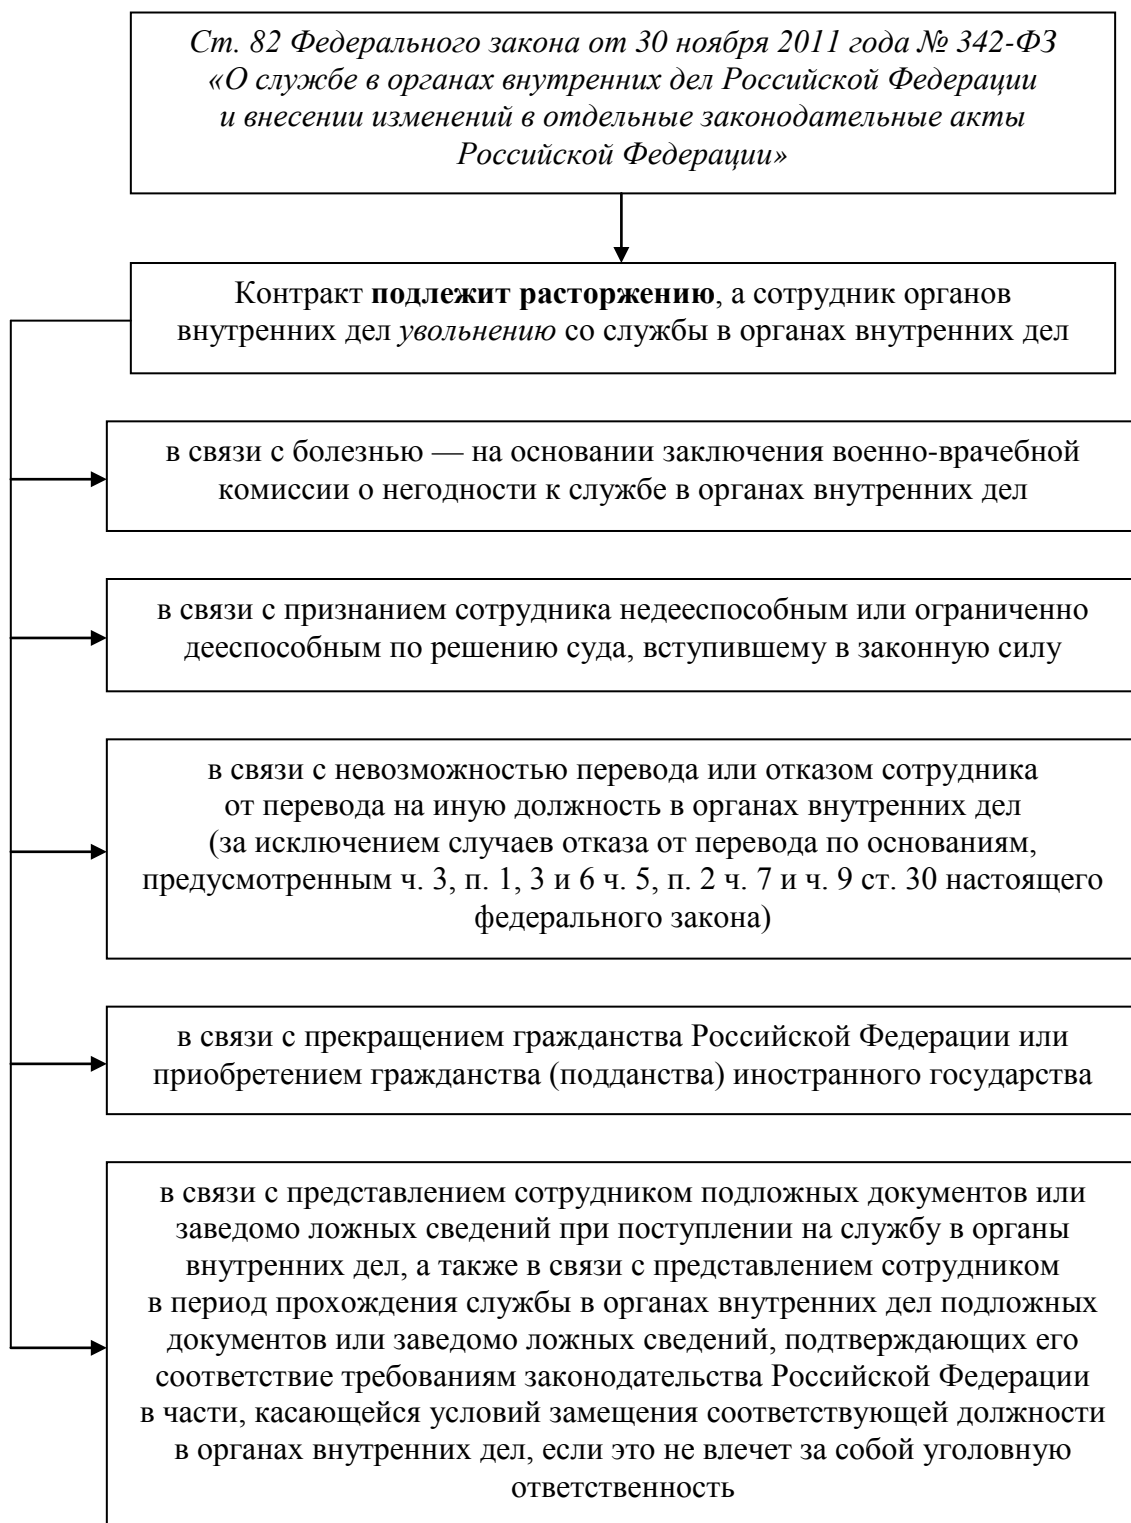 Ст. 82 Федерального закона от 30 ноября 2011 года № 342-ФЗ
«О службе в органах внутренних дел Российской Федерации
и внесении изменений в отдельные законодательные акты
Российской Федерации»
Контракт подлежит расторжению, а сотрудник органов
внутренних дел увольнению со службы в органах внутренних дел
в связи с болезнью — на основании заключения военно-врачебной
комиссии о негодности к службе в органах внутренних дел
в связи с признанием сотрудника недееспособным или ограниченно
дееспособным по решению суда, вступившему в законную силу
в связи с невозможностью перевода или отказом сотрудника
от перевода на иную должность в органах внутренних дел
(за исключением случаев отказа от перевода по основаниям,
предусмотренным ч. 3, п. 1, 3 и 6 ч. 5, п. 2 ч. 7 и ч. 9 ст. 30 настоящего
федерального закона)
в связи с прекращением гражданства Российской Федерации или
приобретением гражданства (подданства) иностранного государства
в связи с представлением сотрудником подложных документов или
заведомо ложных сведений при поступлении на службу в органы
внутренних дел, а также в связи с представлением сотрудником
в период прохождения службы в органах внутренних дел подложных
документов или заведомо ложных сведений, подтверждающих его
соответствие требованиям законодательства Российской Федерации
в части, касающейся условий замещения соответствующей должности
в органах внутренних дел, если это не влечет за собой уголовную
ответственность